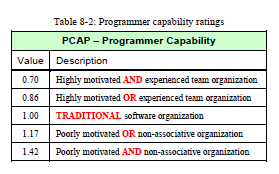 Table 8-2: Programmer capability ratings
PCAP – Programmer Capability
Value Description
0.70 Highly motivated AND experienced team organization
0.86 Highly motivated OR experienced team organization
1.00 TRADITIONAL software organization
1.17 Poorly motivated OR non-associative organization
1.42 Poorly motivated AND non-associative organization